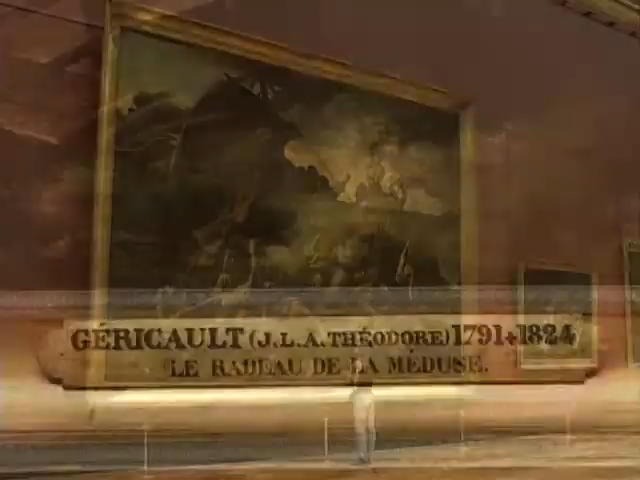 GÉRICAULT (J.L.A. THÉODORE) 1791+1824
LE RADEAU DE LA MÉDUSE.